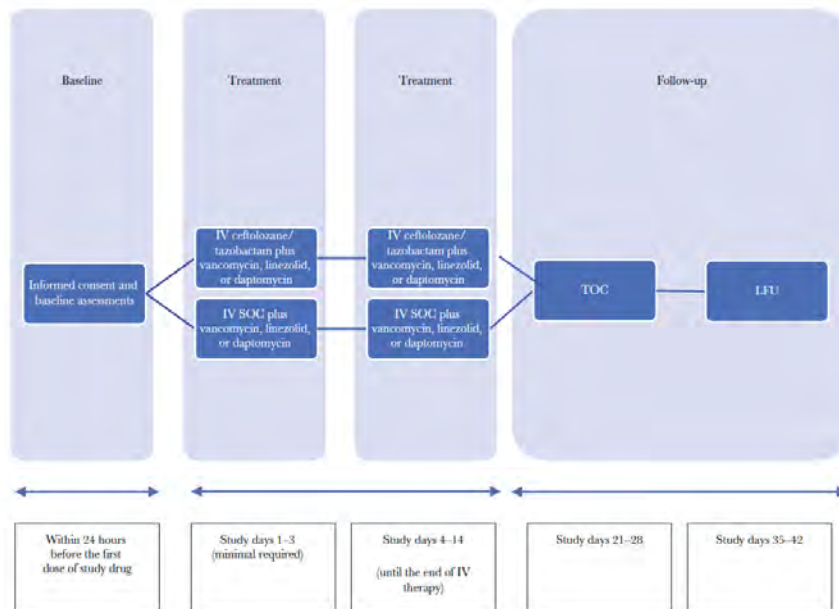 Baseline
Treatment
Treatment
Follow-up
Informed consent and
baseline assessments
IV ceftolozane/
tazobactam plus
vancomycin, linezolid,
or daptomycin
IV SOC plus
vancomycin, linezolid,
or daptomycin
IV ceftolozane/
tazobactam plus
vancomycin, linezolid,
or daptomycin
IV SOC plus
vancomycin, linezolid,
or daptomycin
TOC
LFU
Within 24 hours
before the first
dose of study drug
Study days 1–3
(minimal required)
Study days 4–14
(until the end of IV
therapy)
Study days 21–28
Study days 35–42